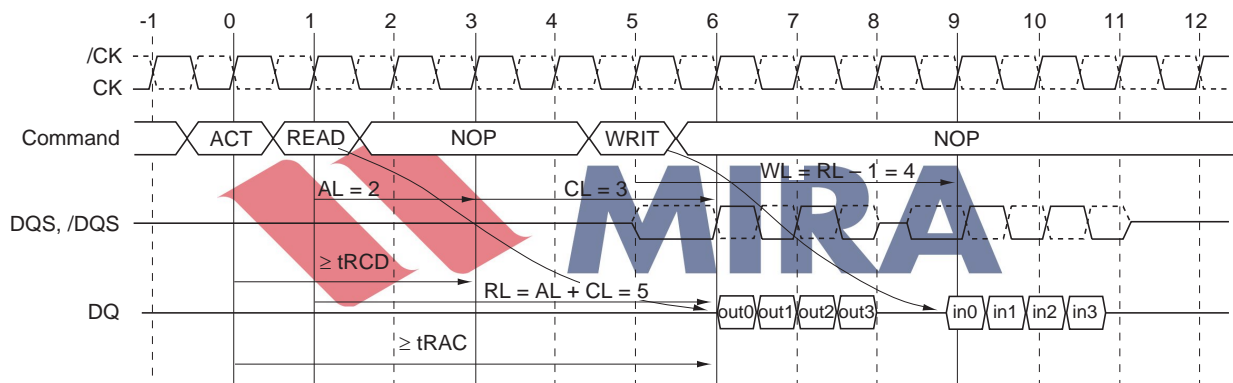 -1 0 1 2 3 4 5 6 7 8 9 10 11 12
/CK
CK
Command ACT READ NOP WRIT NOP
WL = RL − 1 = 4
AL = 2 CL = 3
MIRA
DQS, /DQS
≥ tRCD
RL = AL + CL = 5
DQ out0 out1 out2 out3 in0 in1 in2 in3
≥ tRAC